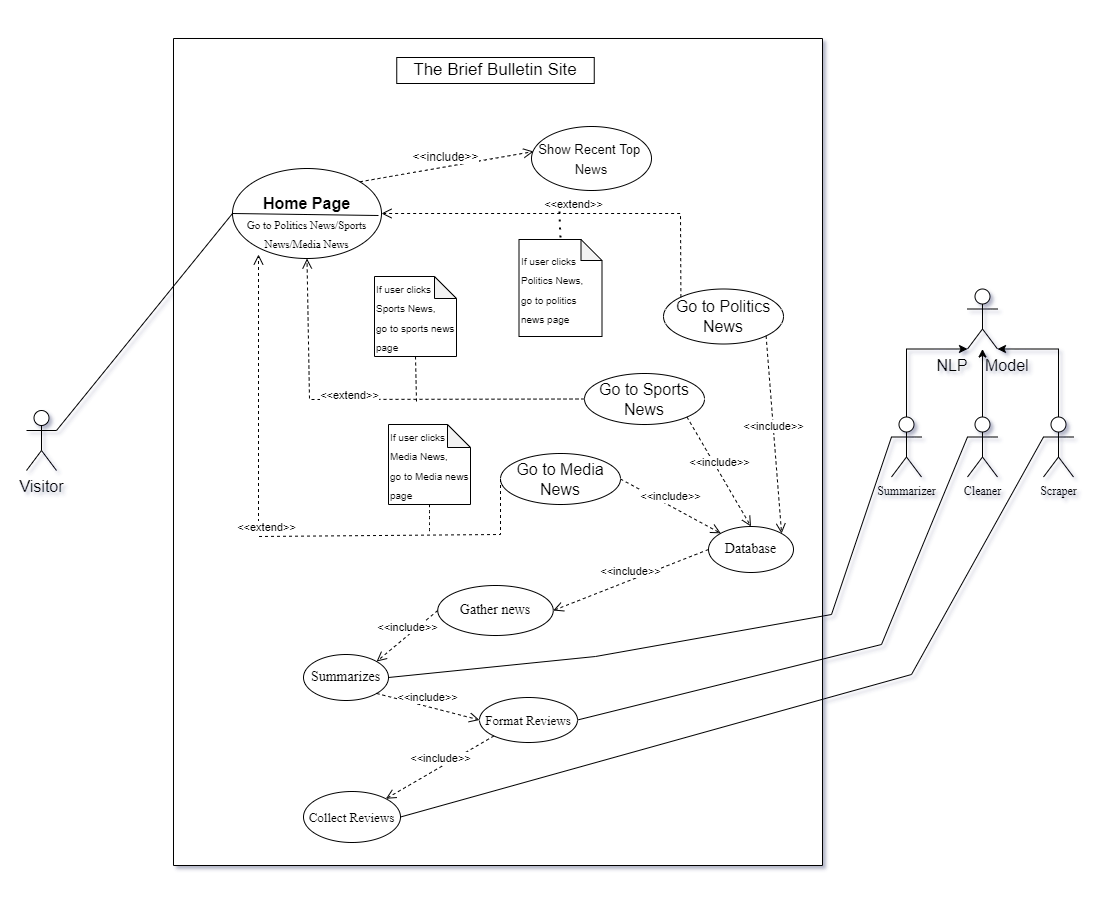 The Brief Bulletin Site
<<include>>
Show Recent Top
News
Home Page
Go to Politics News/Sports
News/Media News
<<extend>>
If user clicks
Politics News,
go to politics
news page
If user clicks
Sports News,
go to sports news
page
Go to Politics
News
NLP Model
<<extend>>
Go to Sports
News
<<include>>
If user clicks
Media News,
go to Media news
page
<<include>>
Go to Media
News
<<include>>
Visitor
Summarizer
Cleaner
Scraper
<<extend>>
Database
<<include>>
Gather news
<<include>>
Summarizes
<<include>>
Format Reviews
<<include>>
Collect Reviews